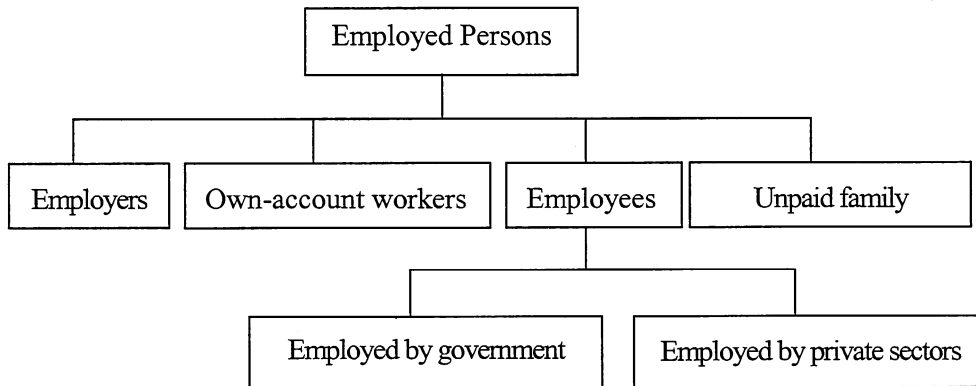 Employed Persons
Employers
Own-account workers
Employees
Unpaid family
Employed by government
Employed by private sectors